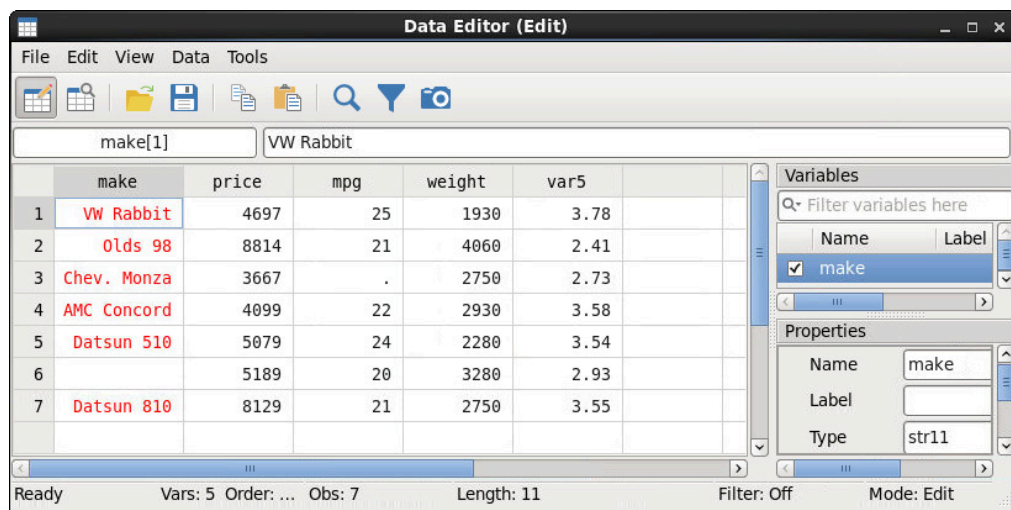 Data Editor (Edit)
File Edit View Data Tools
make[1] VW Rabbit
make price mpg weight var5
1 VW Rabbit 4697 25 1930 3.78
2 Olds 98 8814 21 4060 2.41
3 Chev. Monza 3667 . 2750 2.73
4 AMC Concord 4099 22 2930 3.58
5 Datsun 510 5079 24 2280 3.54
6 5189 20 3280 2.93
7 Datsun 810 8129 21 2750 3.55
Variables
Filter variables here
Name Label
make
Properties
Name make
Label
Type str11
Ready Vars: 5 Order: ... Obs: 7 Length: 11 Filter: Off Mode: Edit